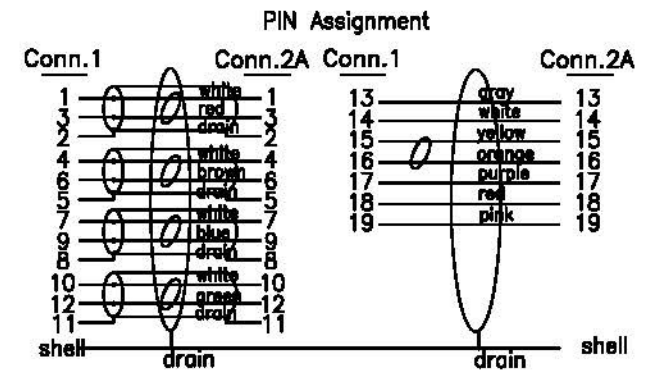 PIN Assignment
Conn.1 Conn.2A Conn.1 Conn.2A
1 white 1
3 red 3
2 drain 2
4 white 4
6 brown 6
5 drain 5
7 white 7
9 blue 9
8 drain 8
10 white 10
12 green 12
11 drain 11
13 gray 13
14 white 14
15 yellow 15
16 orange 16
17 purple 17
18 red 18
19 pink 19
shell drain drain shell